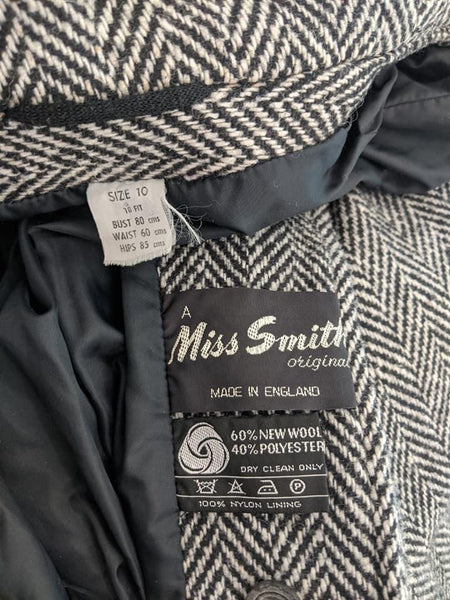 SIZE 10
TO FIT
BUST 80 cms
WAIST 60 cms
HIPS 85 cms
A
Miss Smith
original
MADE IN ENGLAND
60% NEW WOOL
40% POLYESTER
DRY CLEAN ONLY
P
100% NYLON LINING